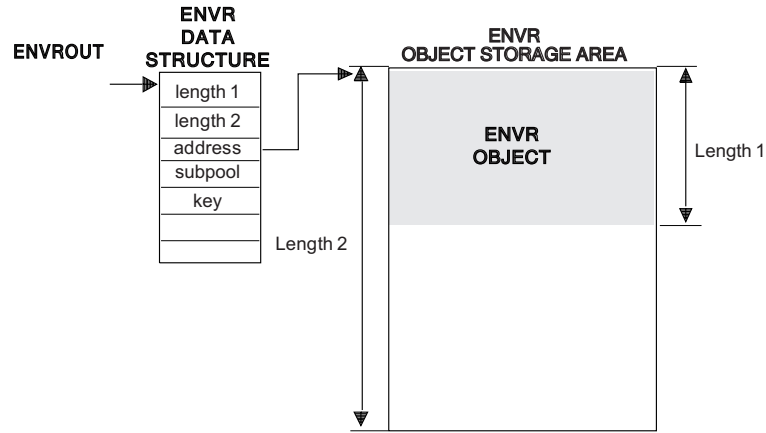 ENVROUT
ENVR
DATA
STRUCTURE
length 1
length 2
address
subpool
key
ENVR
OBJECT STORAGE AREA
ENVR
OBJECT
Length 1
Length 2